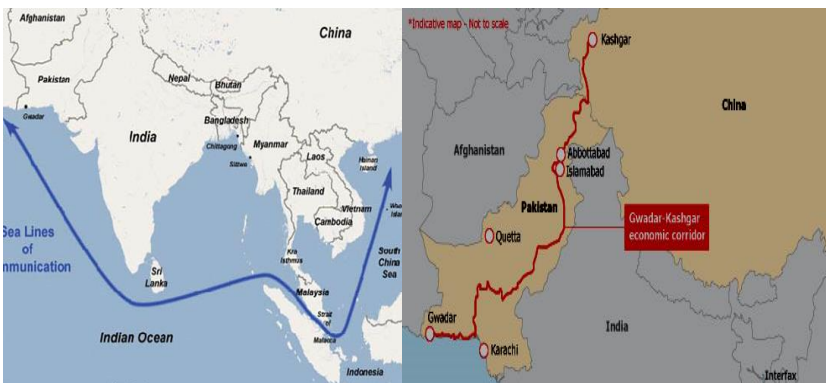 Afghanistan
China
Pakistan
Nepal
Bhutan
Gwadar
Bangladesh
India
Chittagong
Myanmar
Sittwe
Laos
Hainan
Island
Thailand
Vietnam
Cambodia
Sea Lines
of
mmunication
Kra
Isthmus
South
China
Sea
Sri
Lanka
Malaysia
Strait
of
Malacca
Indian Ocean
Indonesia
*Indicative map - Not to scale
Kashgar
China
Afghanistan
Abbottabad
Islamabad
Pakistan
Gwadar-Kashgar
economic corridor
Quetta
Gwadar
India
Karachi
Interfax